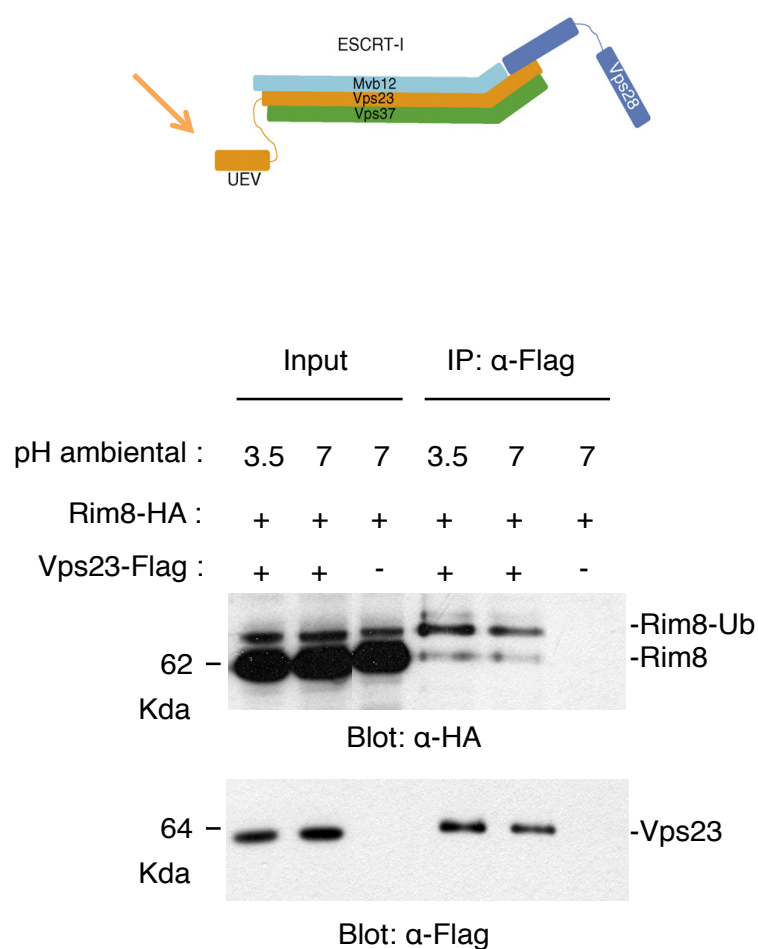 ESCRT-I
Mvb12
Vps23
Vps37
Vps28
UEV
Input IP: α-Flag
pH ambiental : 3.5 7 7 3.5 7 7
Rim8-HA : + + + + + +
Vps23-Flag : + + - + + -
-Rim8-Ub
62 – -Rim8
Kda
Blot: α-HA
64 – -Vps23
Kda
Blot: α-Flag